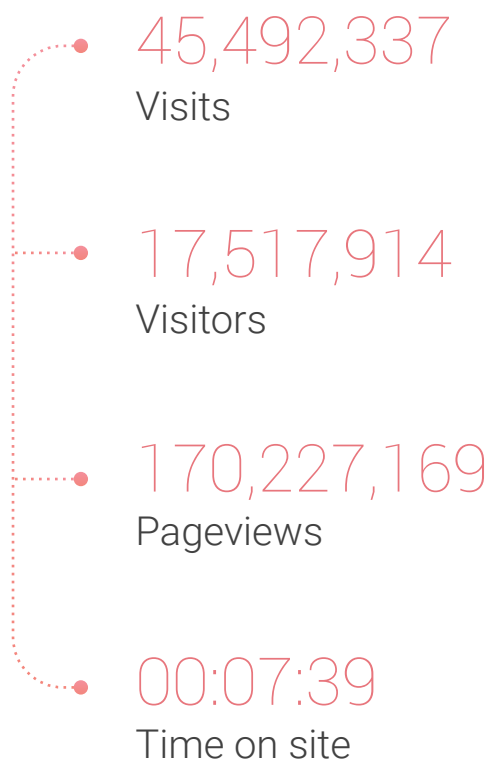 45,492,337
Visits
17,517,914
Visitors
170,227,169
Pageviews
00:07:39
Time on site